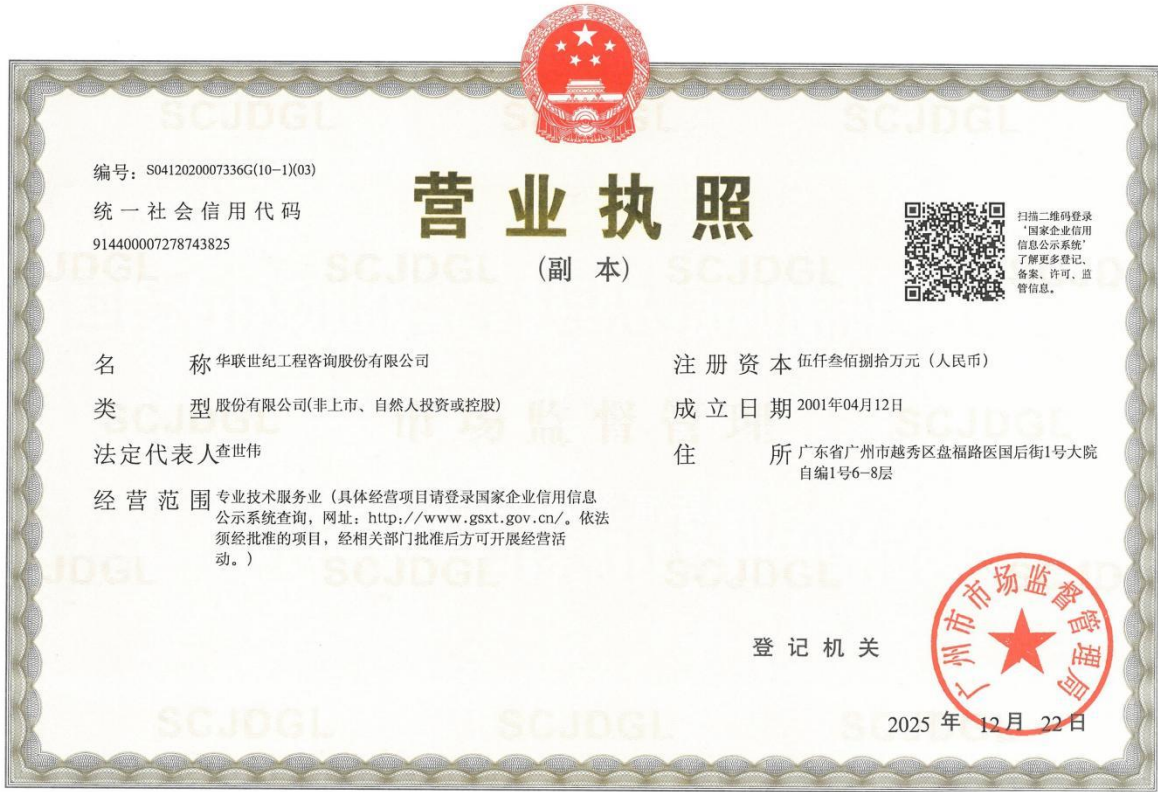 编号：S0412020007336G(10-1)(03)
统一社会信用代码
914400007278743825
营业执照
（副 本）
扫描二维码登录
‘国家企业信用
信息公示系统’
了解更多登记、
备案、许可、监
管信息。
名称 华联世纪工程咨询股份有限公司
类型 股份有限公司(非上市、自然人投资或控股)
法定代表人 查世伟
经营范围 专业技术服务业（具体经营项目请登录国家企业信用信息
公示系统查询，网址：http://www.gsxt.gov.cn/。依法
须经批准的项目，经相关部门批准后方可开展经营活
动。）
注册资本 伍仟叁佰捌拾万元（人民币）
成立日期 2001年04月12日
住所 广东省广州市越秀区盘福路医国后街1号大院
自编1号6-8层
登记机关
广州市市场监督管理局
2025 年 12月 22日
SCJDGL
市场监督管理